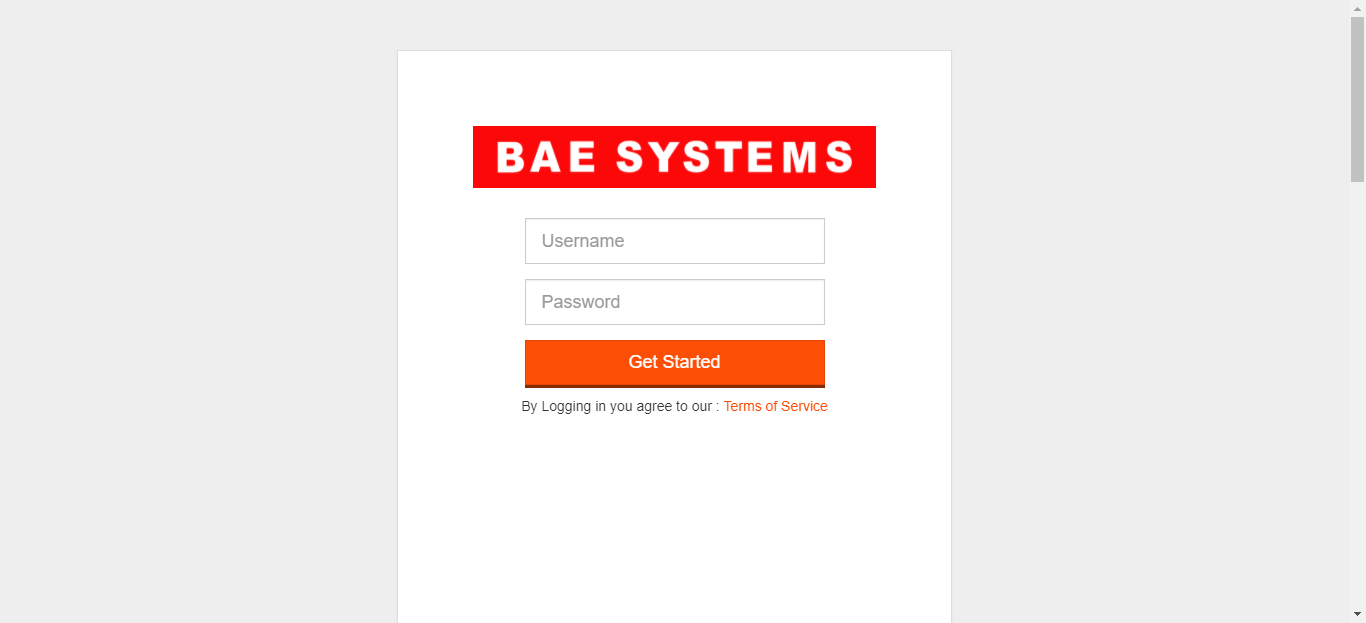 BAE SYSTEMS
Username
Password
Get Started
By Logging in you agree to our : Terms of Service